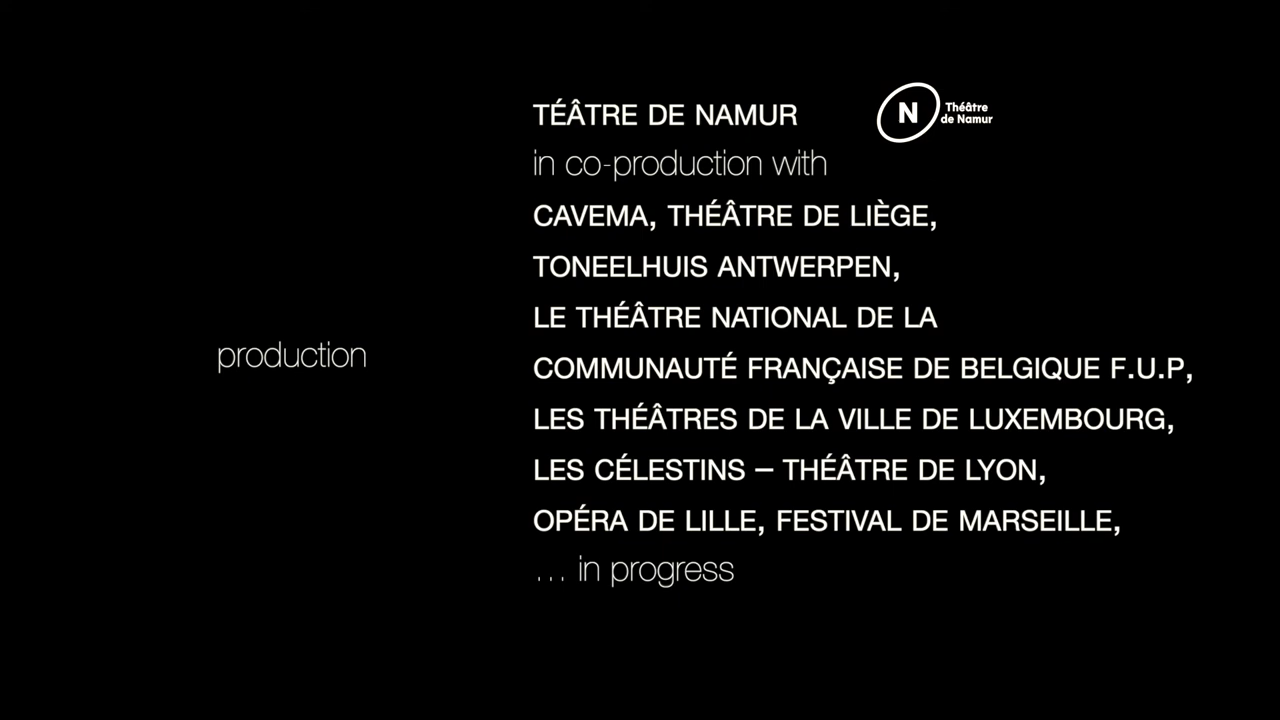 TÉÂTRE DE NAMUR
N
Théâtre
de Namur
in co-production with
CAVEMA, THÉÂTRE DE LIÈGE,
TONEELHUIS ANTWERPEN,
LE THÉÂTRE NATIONAL DE LA
production
COMMUNAUTÉ FRANÇAISE DE BELGIQUE F.U.P,
LES THÉÂTRES DE LA VILLE DE LUXEMBOURG,
LES CÉLESTINS – THÉÂTRE DE LYON,
OPÉRA DE LILLE, FESTIVAL DE MARSEILLE,
... in progress